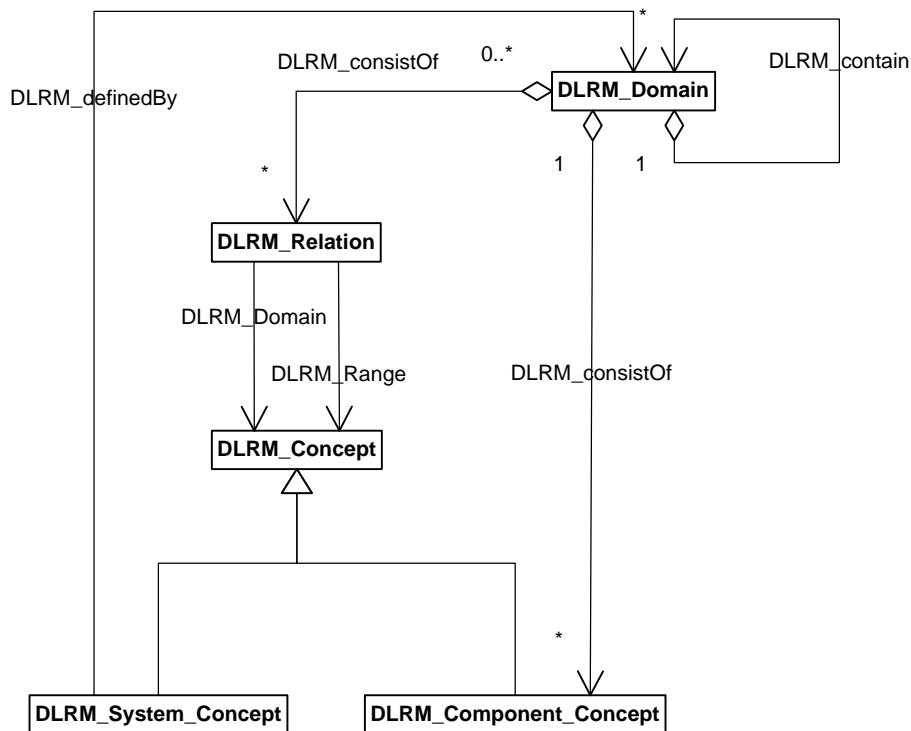 *
0..*
DLRM_consistOf
DLRM_contain
DLRM_Domain
DLRM_definedBy
1
1
*
DLRM_Relation
DLRM_Domain
DLRM_Range
DLRM_consistOf
DLRM_Concept
*
DLRM_System_Concept
DLRM_Component_Concept